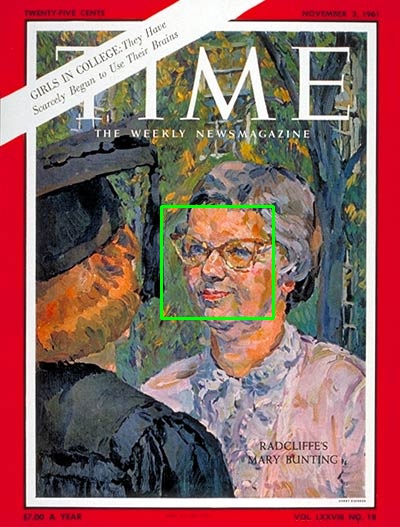 TWENTY-FIVE CENTS
NOVEMBER 3, 1961
GIRLS IN COLLEGE: They Have
Scarcely Begun to Use Their Brains
TIME
THE WEEKLY NEWSMAGAZINE
RADCLIFFE'S
MARY BUNTING
$7.00 A YEAR
VOL. LXXVIII NO. 18